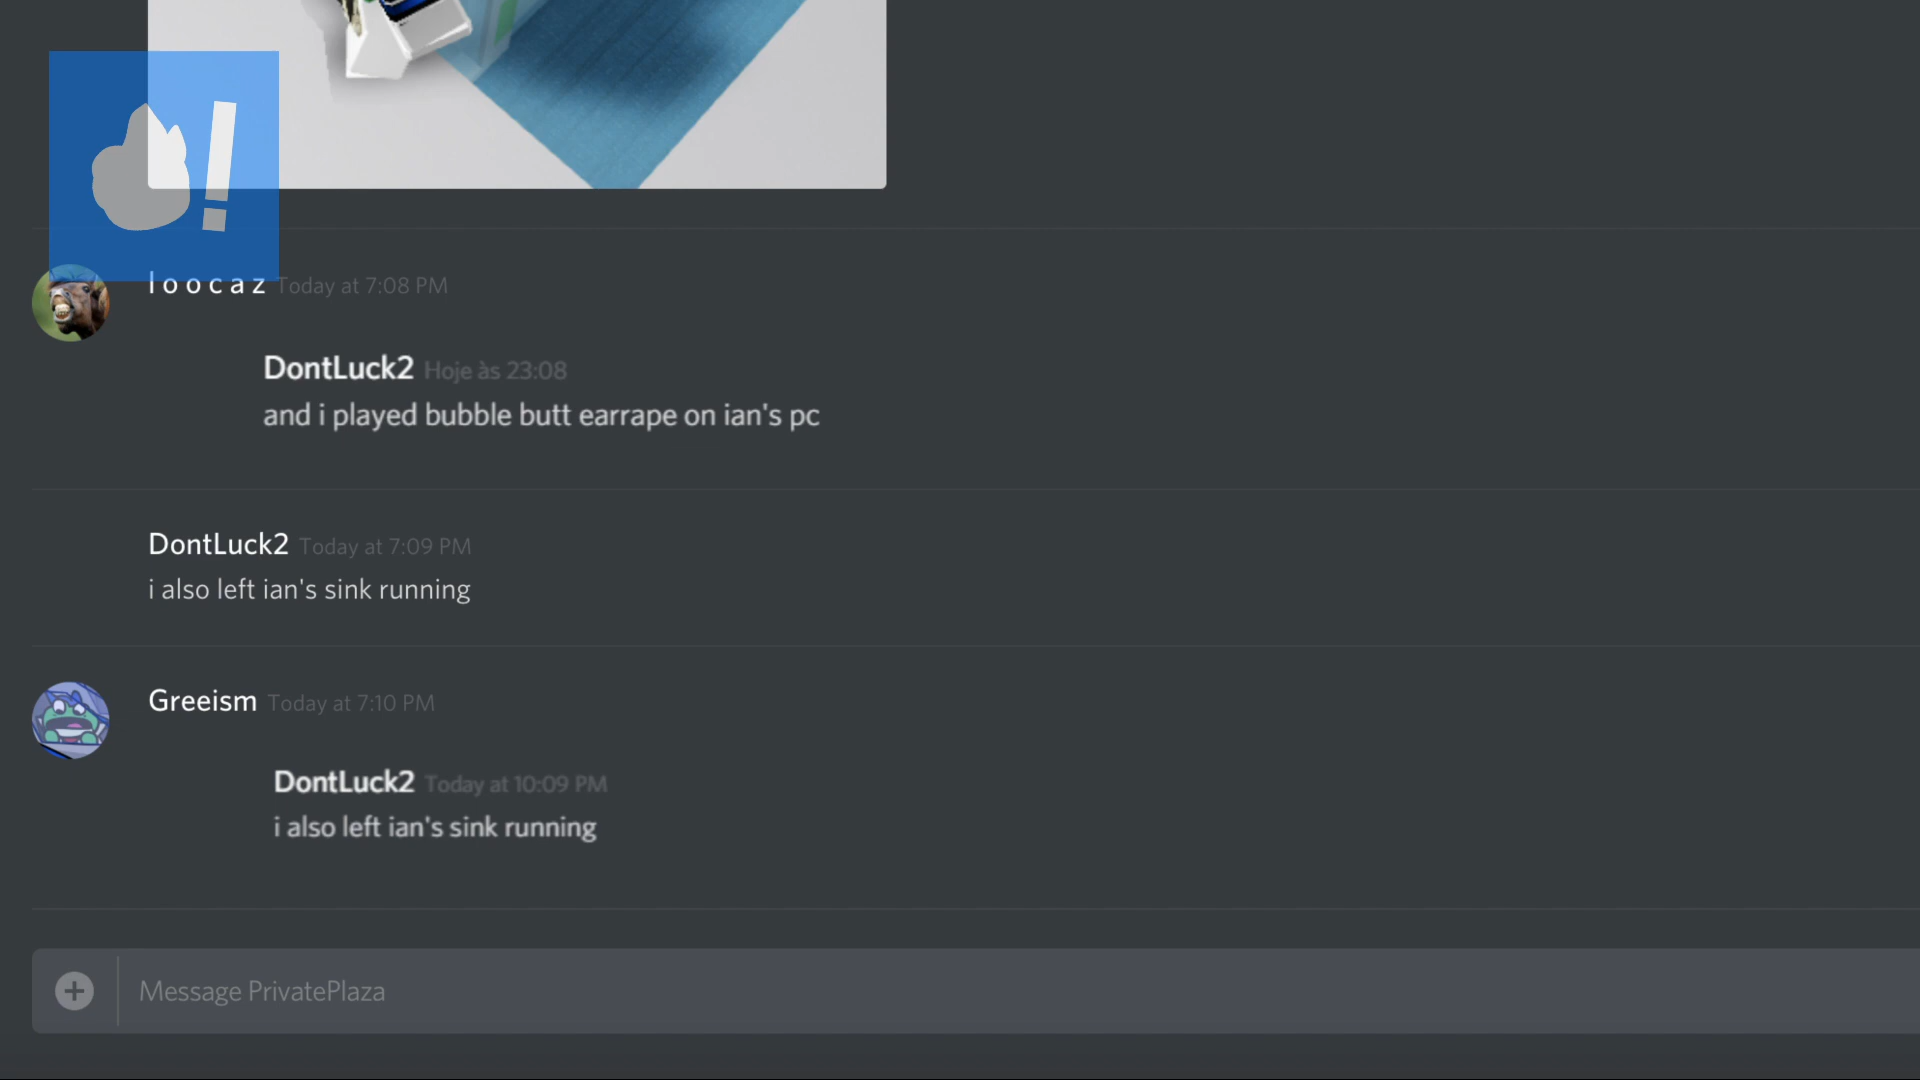 l o o c a z Today at 7:08 PM
DontLuck2 Hoje às 23:08
and i played bubble butt earrape on ian's pc
DontLuck2 Today at 7:09 PM
i also left ian's sink running
Greeism Today at 7:10 PM
DontLuck2 Today at 10:09 PM
i also left ian's sink running
Message PrivatePlaza